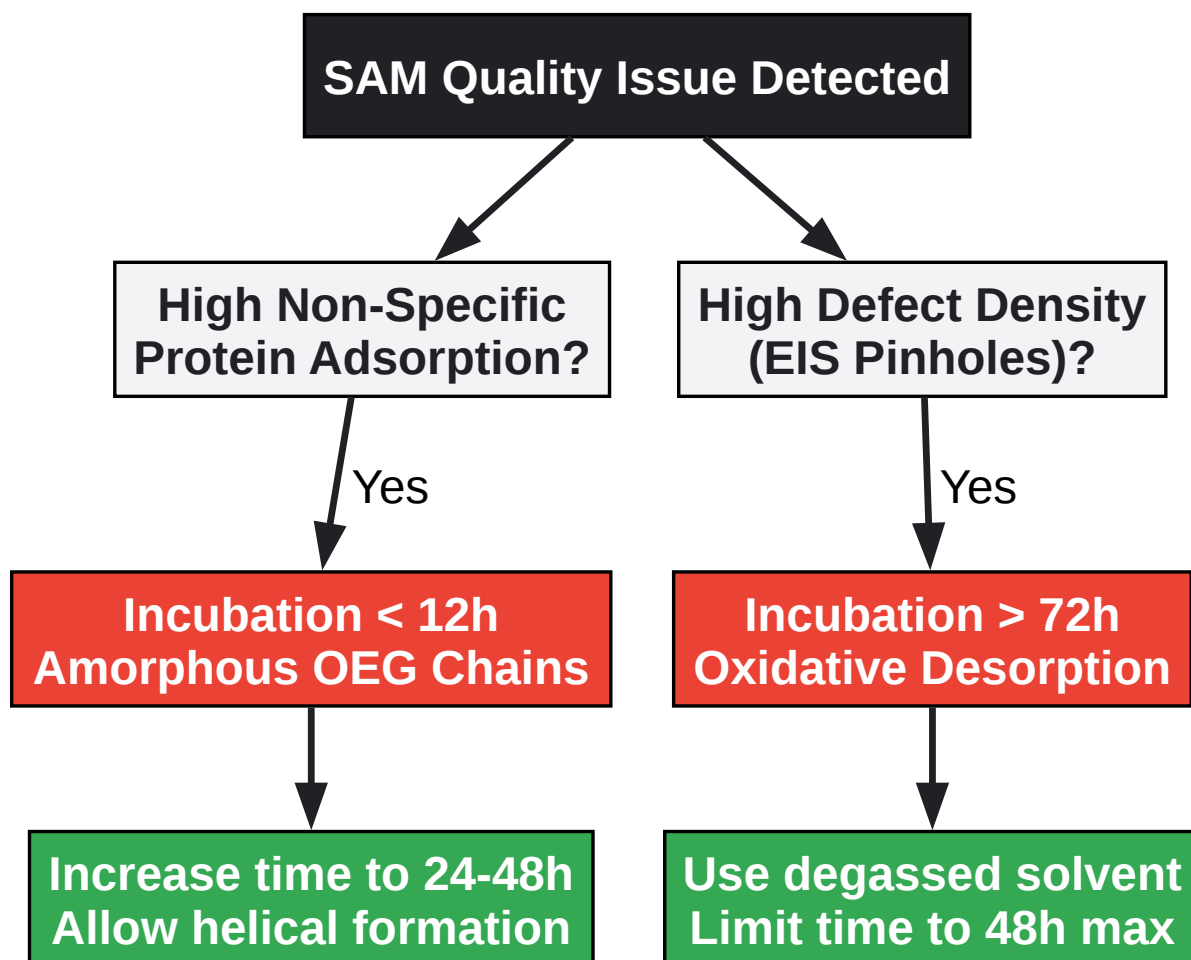 SAM Quality Issue Detected
High Non-Specific
Protein Adsorption?
High Defect Density
(EIS Pinholes)?
Yes
Yes
Incubation < 12h
Amorphous OEG Chains
Incubation > 72h
Oxidative Desorption
Increase time to 24-48h
Allow helical formation
Use degassed solvent
Limit time to 48h max